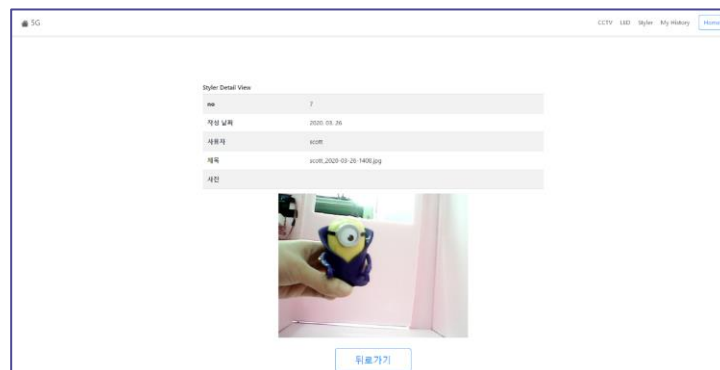 SG
CCTV LED Styler My History Home
Styler Detail View
no 7
작성 날짜 2020. 03. 26
사용자 scott
제목 scott_2020-03-26-1406.jpg
사진
뒤로가기